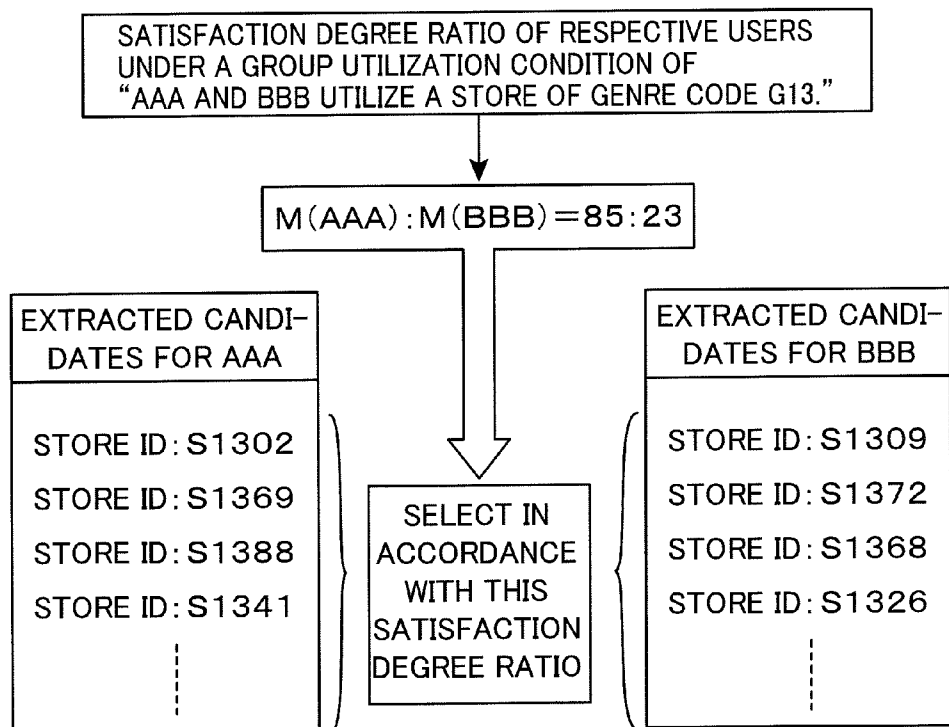 SATISFACTION DEGREE RATIO OF RESPECTIVE USERS
UNDER A GROUP UTILIZATION CONDITION OF
“AAA AND BBB UTILIZE A STORE OF GENRE CODE G13.”
M(AAA):M(BBB)=85:23
EXTRACTED CANDI-
DATES FOR AAA
STORE ID:S1302
STORE ID:S1369
STORE ID:S1388
STORE ID:S1341
SELECT IN
ACCORDANCE
WITH THIS
SATISFACTION
DEGREE RATIO
EXTRACTED CANDI-
DATES FOR BBB
STORE ID:S1309
STORE ID:S1372
STORE ID:S1368
STORE ID:S1326